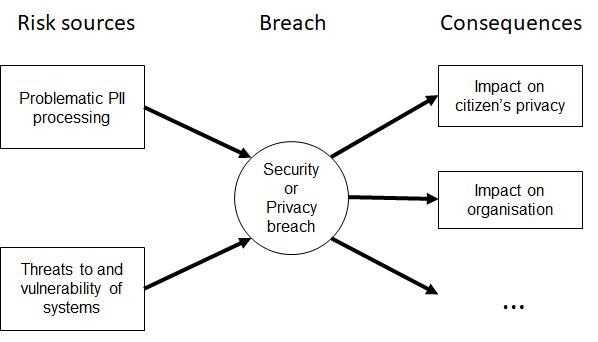 Risk sources
Breach
Consequences
Problematic PII
processing
Impact on
citizen's privacy
Security
or
Privacy
breach
Impact on
organisation
Threats to and
vulnerability of
systems
...